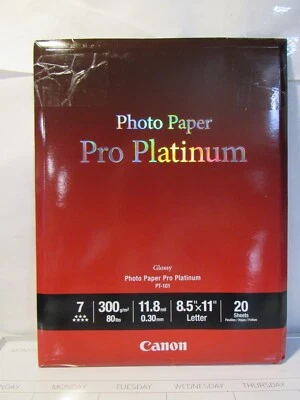 Photo Paper
Pro Platinum
Glossy
Photo Paper Pro Platinum
PT-101
7 300g/m² 11.8mil 8.5"x11" 20
80lbs 0.30mm Letter Sheets
Canon
MONDAY TUESDAY WEDNESDAY THURSDAY